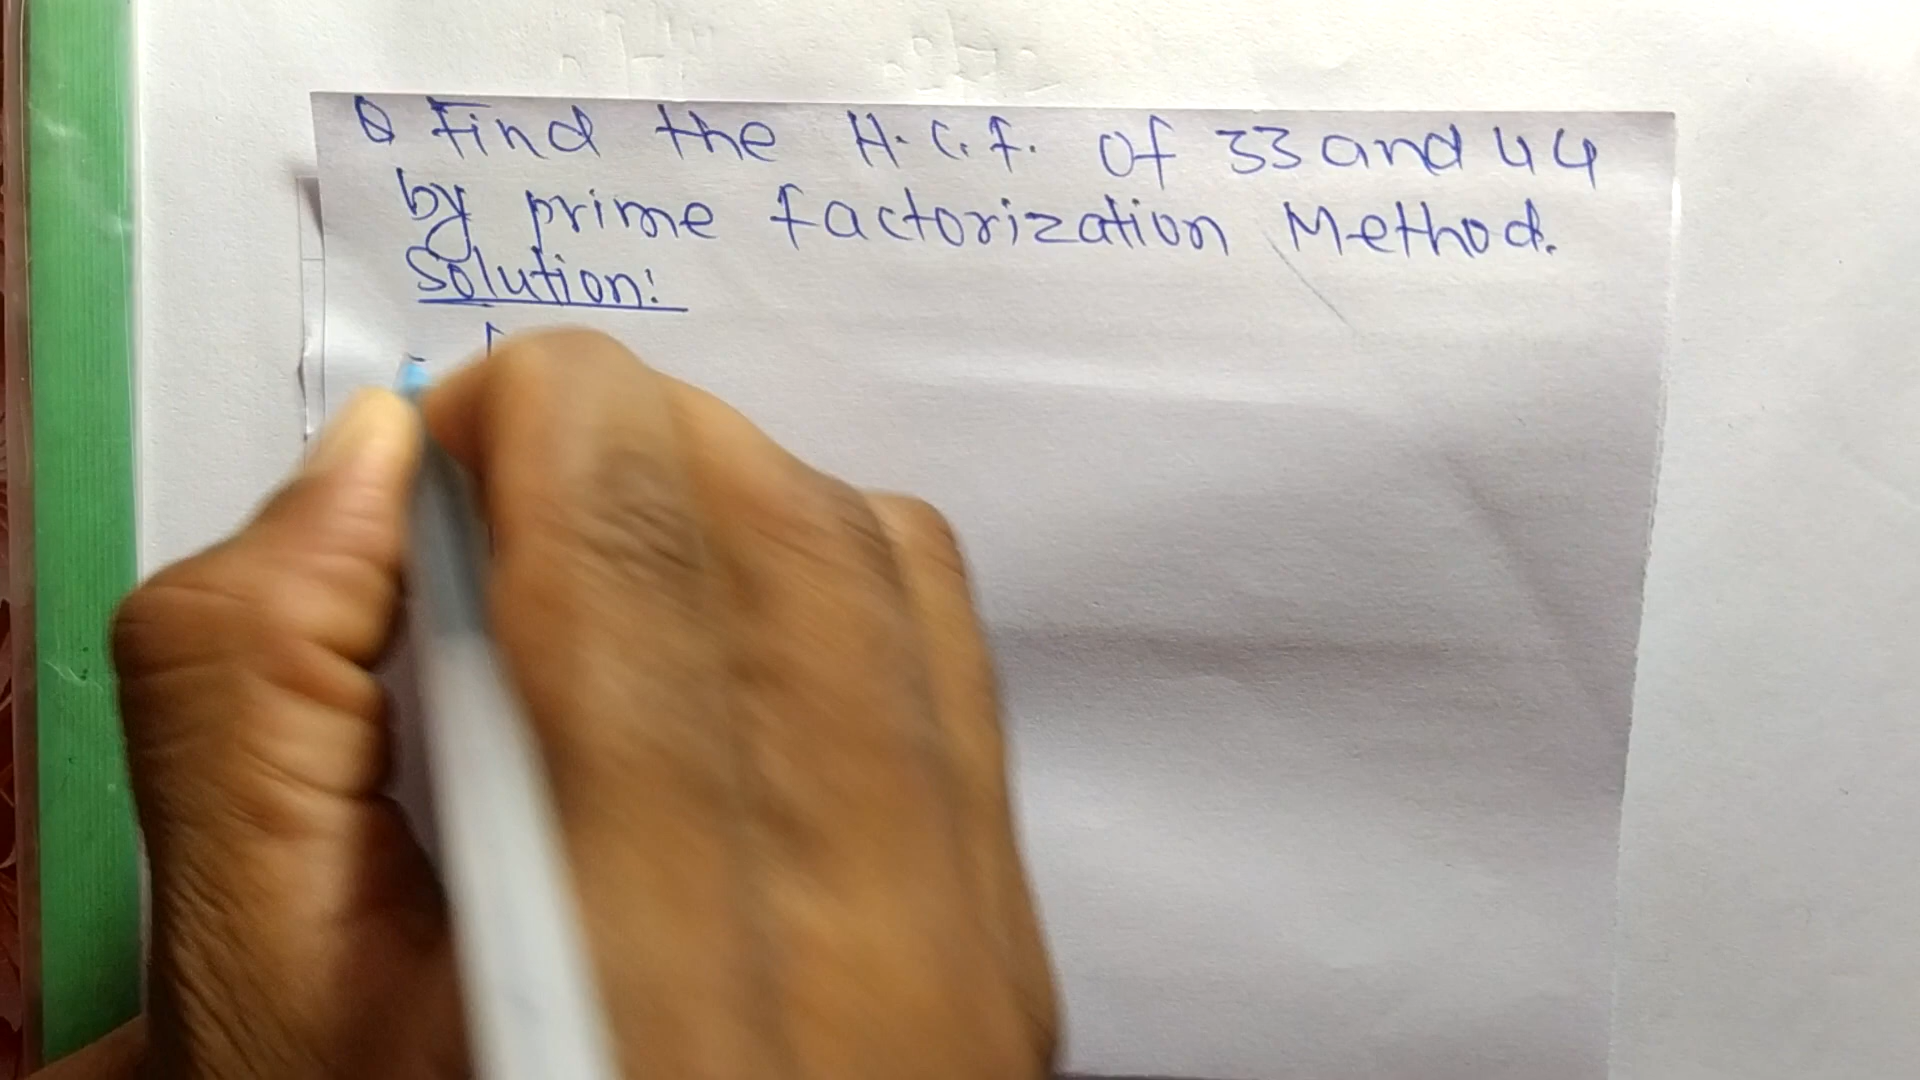 Q Find the H.C.f. of 33 and 44
by prime factorization Method.
Solution: